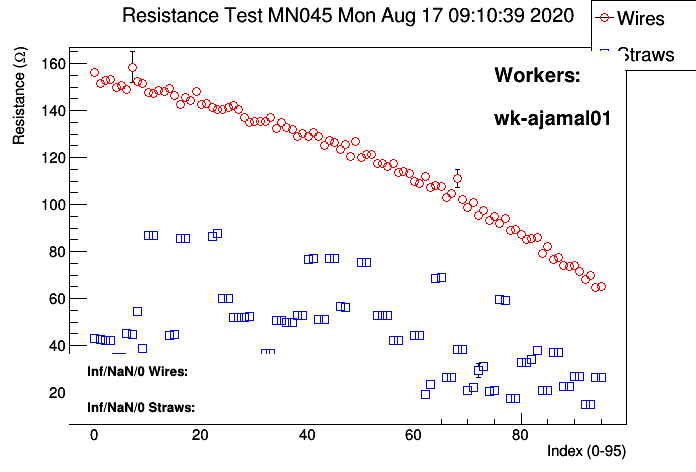 Resistance Test MN045 Mon Aug 17 09:10:39 2020
Wires
Straws
Resistance (Ω)
160
140
120
100
80
60
40
20
Workers:
wk-ajamal01
Inf/NaN/0 Wires:
Inf/NaN/0 Straws:
0 20 40 60 80
Index (0-95)